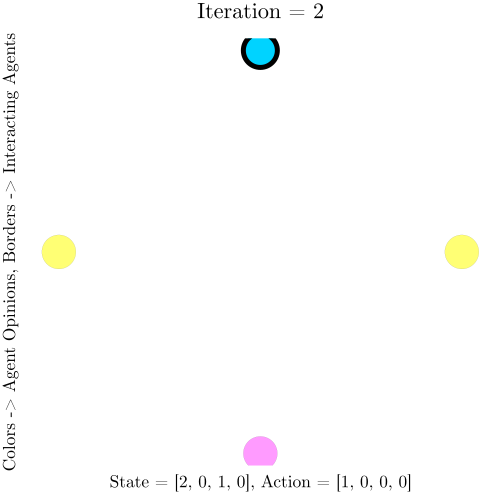 Iteration = 2
Colors -> Agent Opinions, Borders -> Interacting Agents
State = [2, 0, 1, 0], Action = [1, 0, 0, 0]